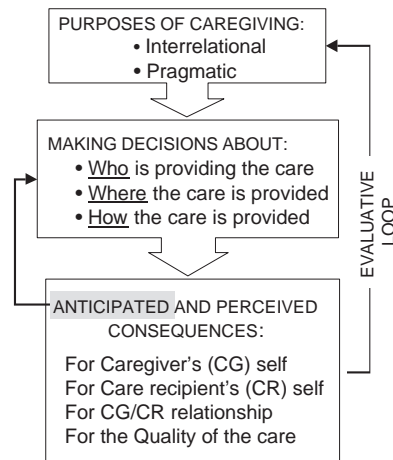 PURPOSES OF CAREGIVING:
• Interrelational
• Pragmatic
MAKING DECISIONS ABOUT:
• Who is providing the care
• Where the care is provided
• How the care is provided
ANTICIPATED AND PERCEIVED
CONSEQUENCES:
For Caregiver's (CG) self
For Care recipient's (CR) self
For CG/CR relationship
For the Quality of the care
EVALUATIVE
LOOP